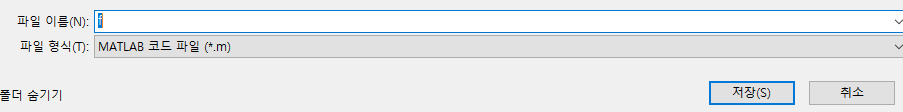 파일 이름(N): f
파일 형식(T): MATLAB 코드 파일 (*.m)
폴더 숨기기 저장(S) 취소